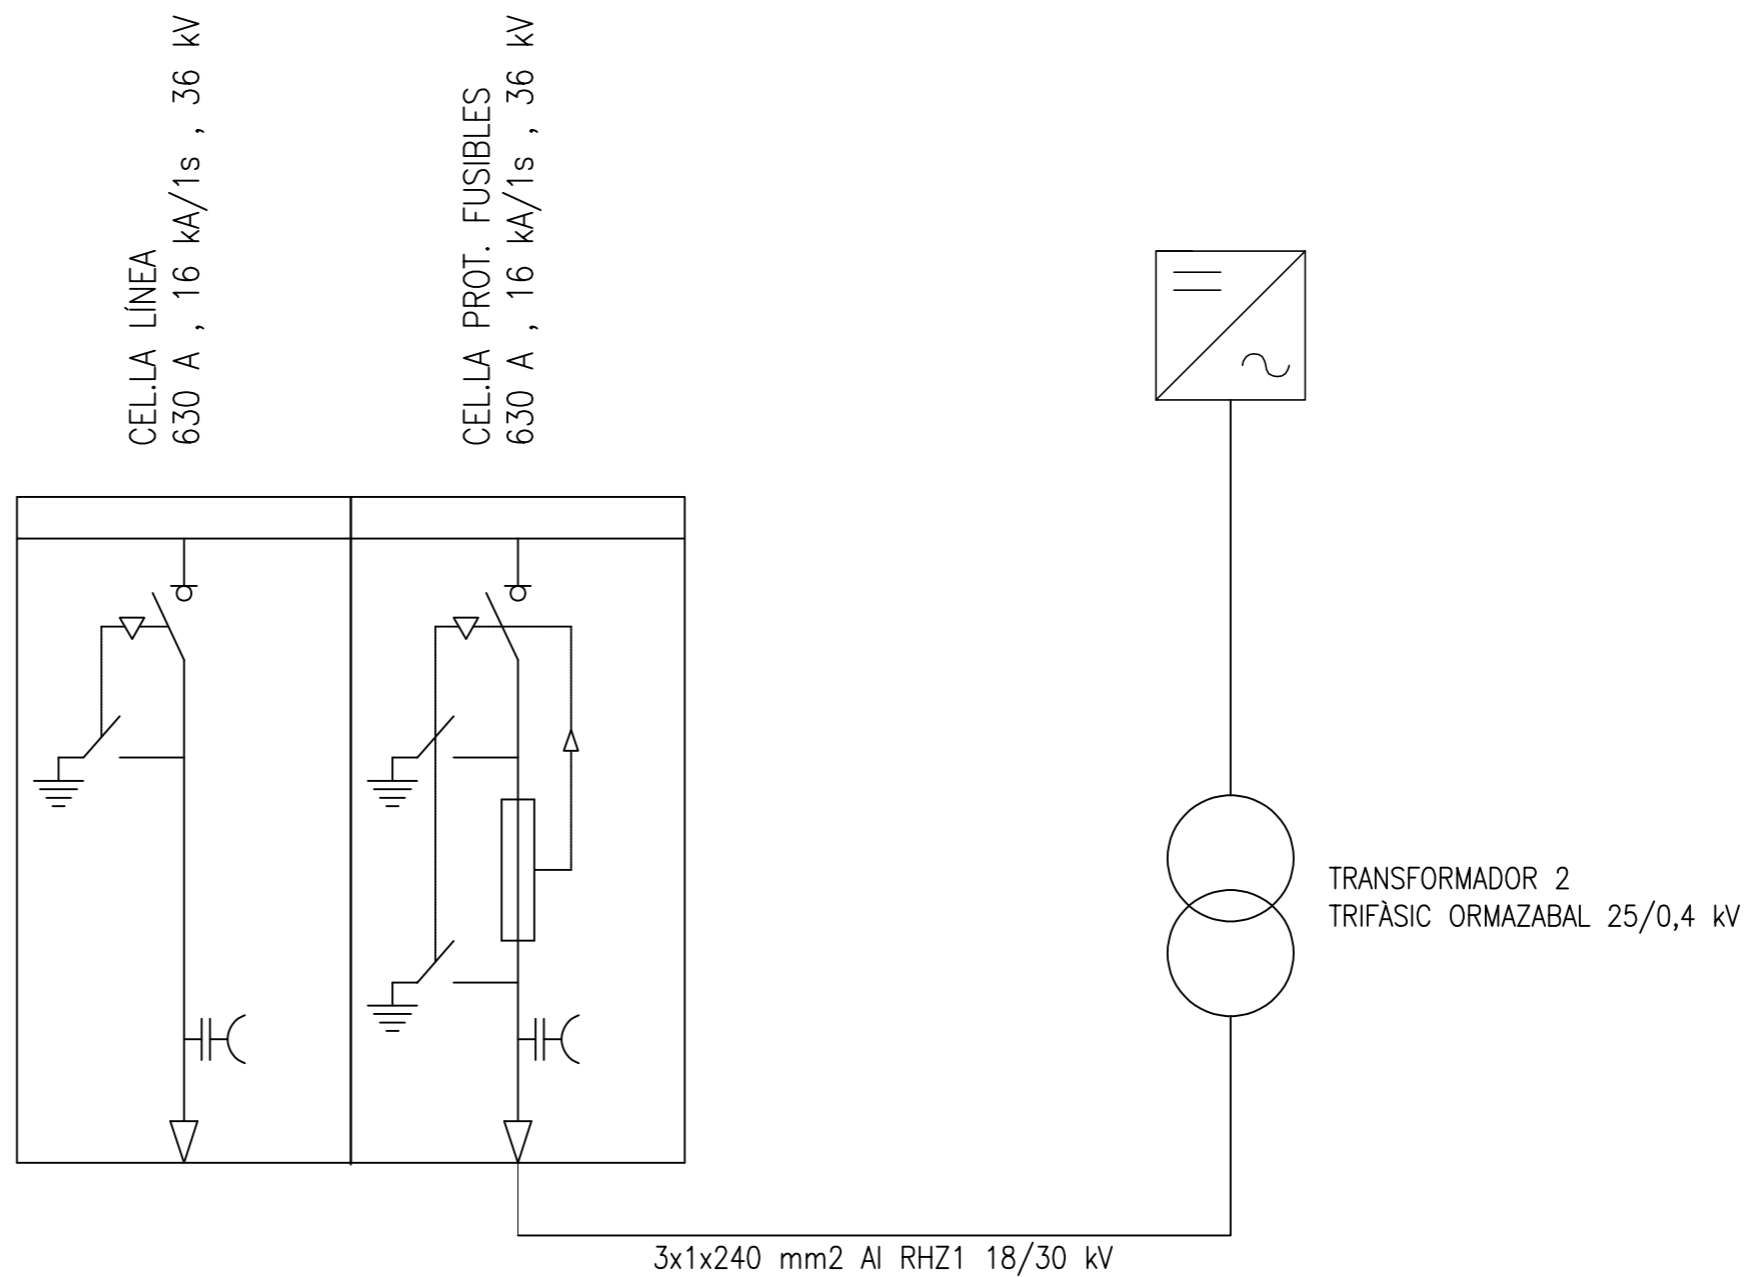 CEL.LA LÍNEA
630 A , 16 kA/1s , 36 kV
CEL.LA PROT. FUSIBLES
630 A , 16 kA/1s , 36 kV
TRANSFORMADOR 2
TRIFÀSIC ORMAZABAL 25/0,4 kV
3x1x240 mm2 Al RHZ1 18/30 kV